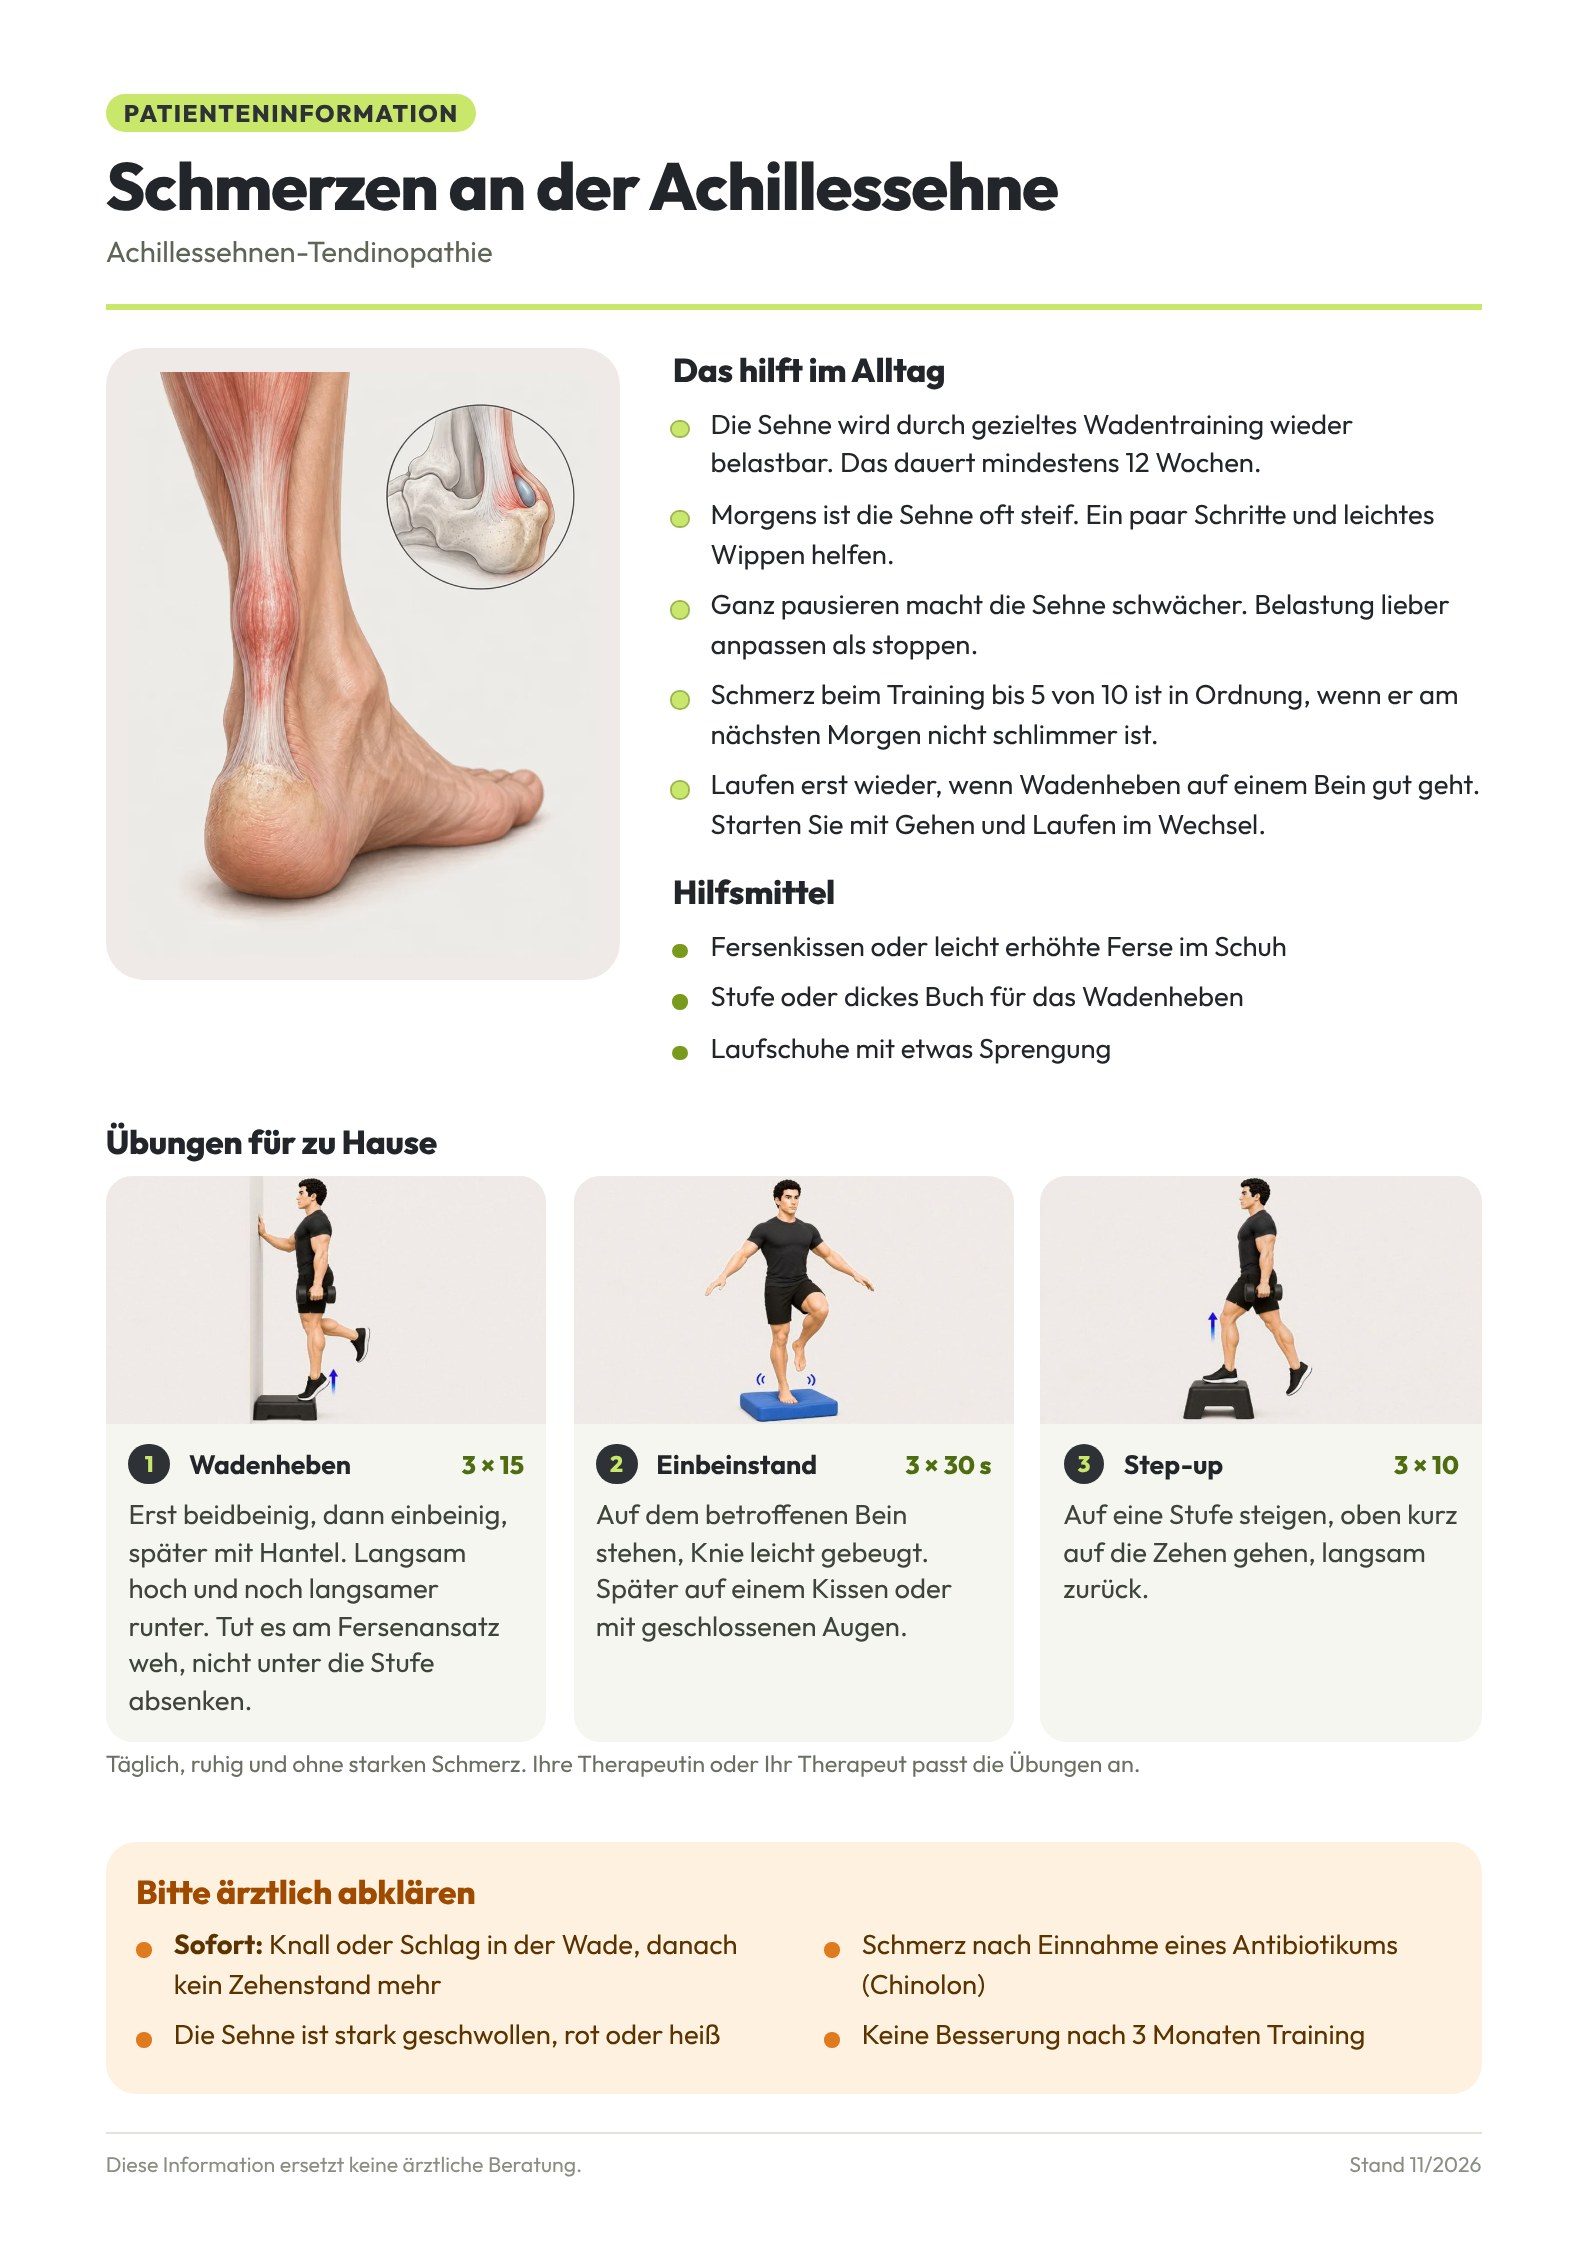 PATIENTENINFORMATION
Schmerzen an der Achillessehne
Achillessehnen-Tendinopathie
Das hilft im Alltag
Die Sehne wird durch gezieltes Wadentraining wieder
belastbar. Das dauert mindestens 12 Wochen.
Morgens ist die Sehne oft steif. Ein paar Schritte und leichtes
Wippen helfen.
Ganz pausieren macht die Sehne schwächer. Belastung lieber
anpassen als stoppen.
Schmerz beim Training bis 5 von 10 ist in Ordnung, wenn er am
nächsten Morgen nicht schlimmer ist.
Laufen erst wieder, wenn Wadenheben auf einem Bein gut geht.
Starten Sie mit Gehen und Laufen im Wechsel.
Hilfsmittel
Fersenkissen oder leicht erhöhte Ferse im Schuh
Stufe oder dickes Buch für das Wadenheben
Laufschuhe mit etwas Sprengung
Übungen für zu Hause
1 Wadenheben 3 × 15
Erst beidbeinig, dann einbeinig,
später mit Hantel. Langsam
hoch und noch langsamer
runter. Tut es am Fersenansatz
weh, nicht unter die Stufe
absenken.
2 Einbeinstand 3 × 30 s
Auf dem betroffenen Bein
stehen, Knie leicht gebeugt.
Später auf einem Kissen oder
mit geschlossenen Augen.
3 Step-up 3 × 10
Auf eine Stufe steigen, oben kurz
auf die Zehen gehen, langsam
zurück.
Täglich, ruhig und ohne starken Schmerz. Ihre Therapeutin oder Ihr Therapeut passt die Übungen an.
Bitte ärztlich abklären
Sofort: Knall oder Schlag in der Wade, danach
kein Zehenstand mehr
Die Sehne ist stark geschwollen, rot oder heiß
Schmerz nach Einnahme eines Antibiotikums
(Chinolon)
Keine Besserung nach 3 Monaten Training
Diese Information ersetzt keine ärztliche Beratung.
Stand 11/2026